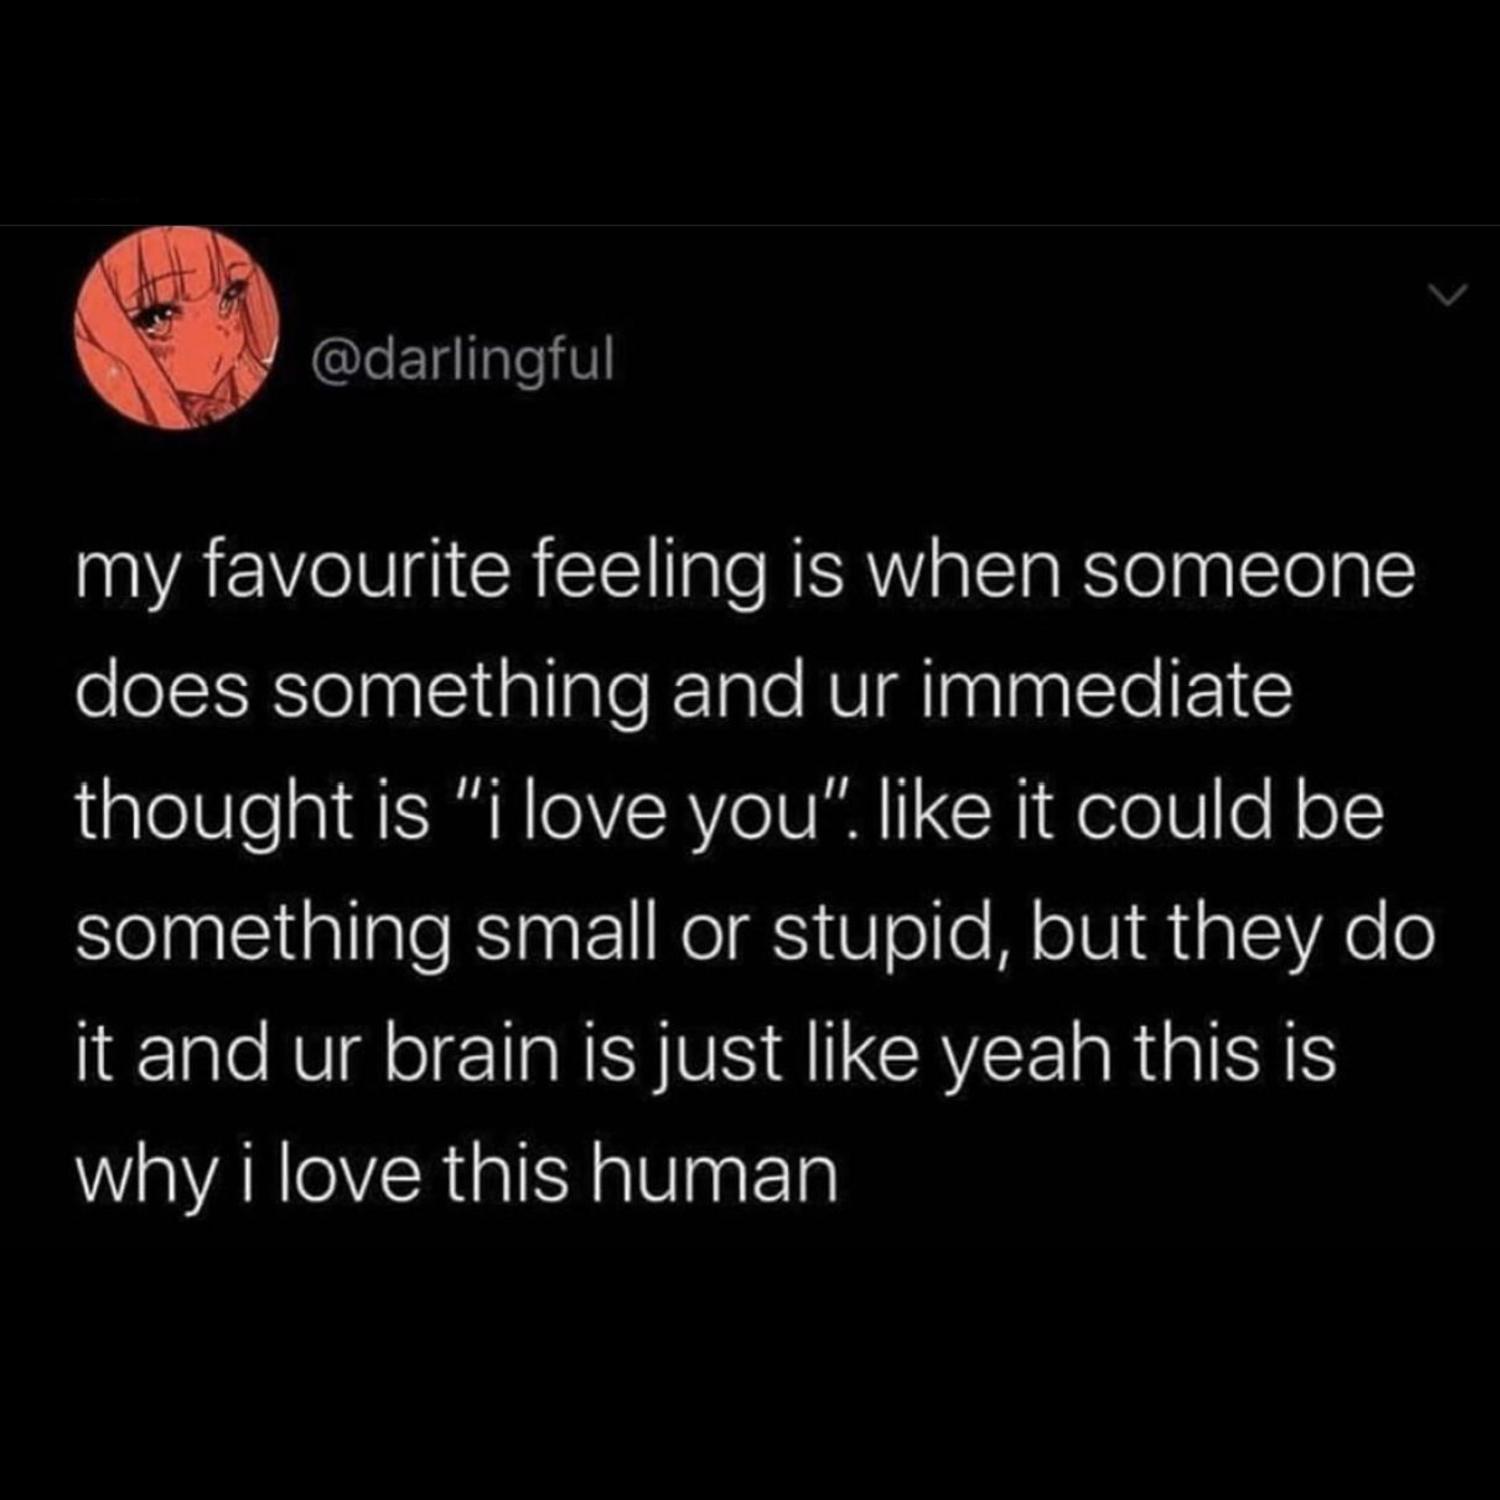 @darlingful
my favourite feeling is when someone
does something and ur immediate
thought is "i love you". like it could be
something small or stupid, but they do
it and ur brain is just like yeah this is
why i love this human